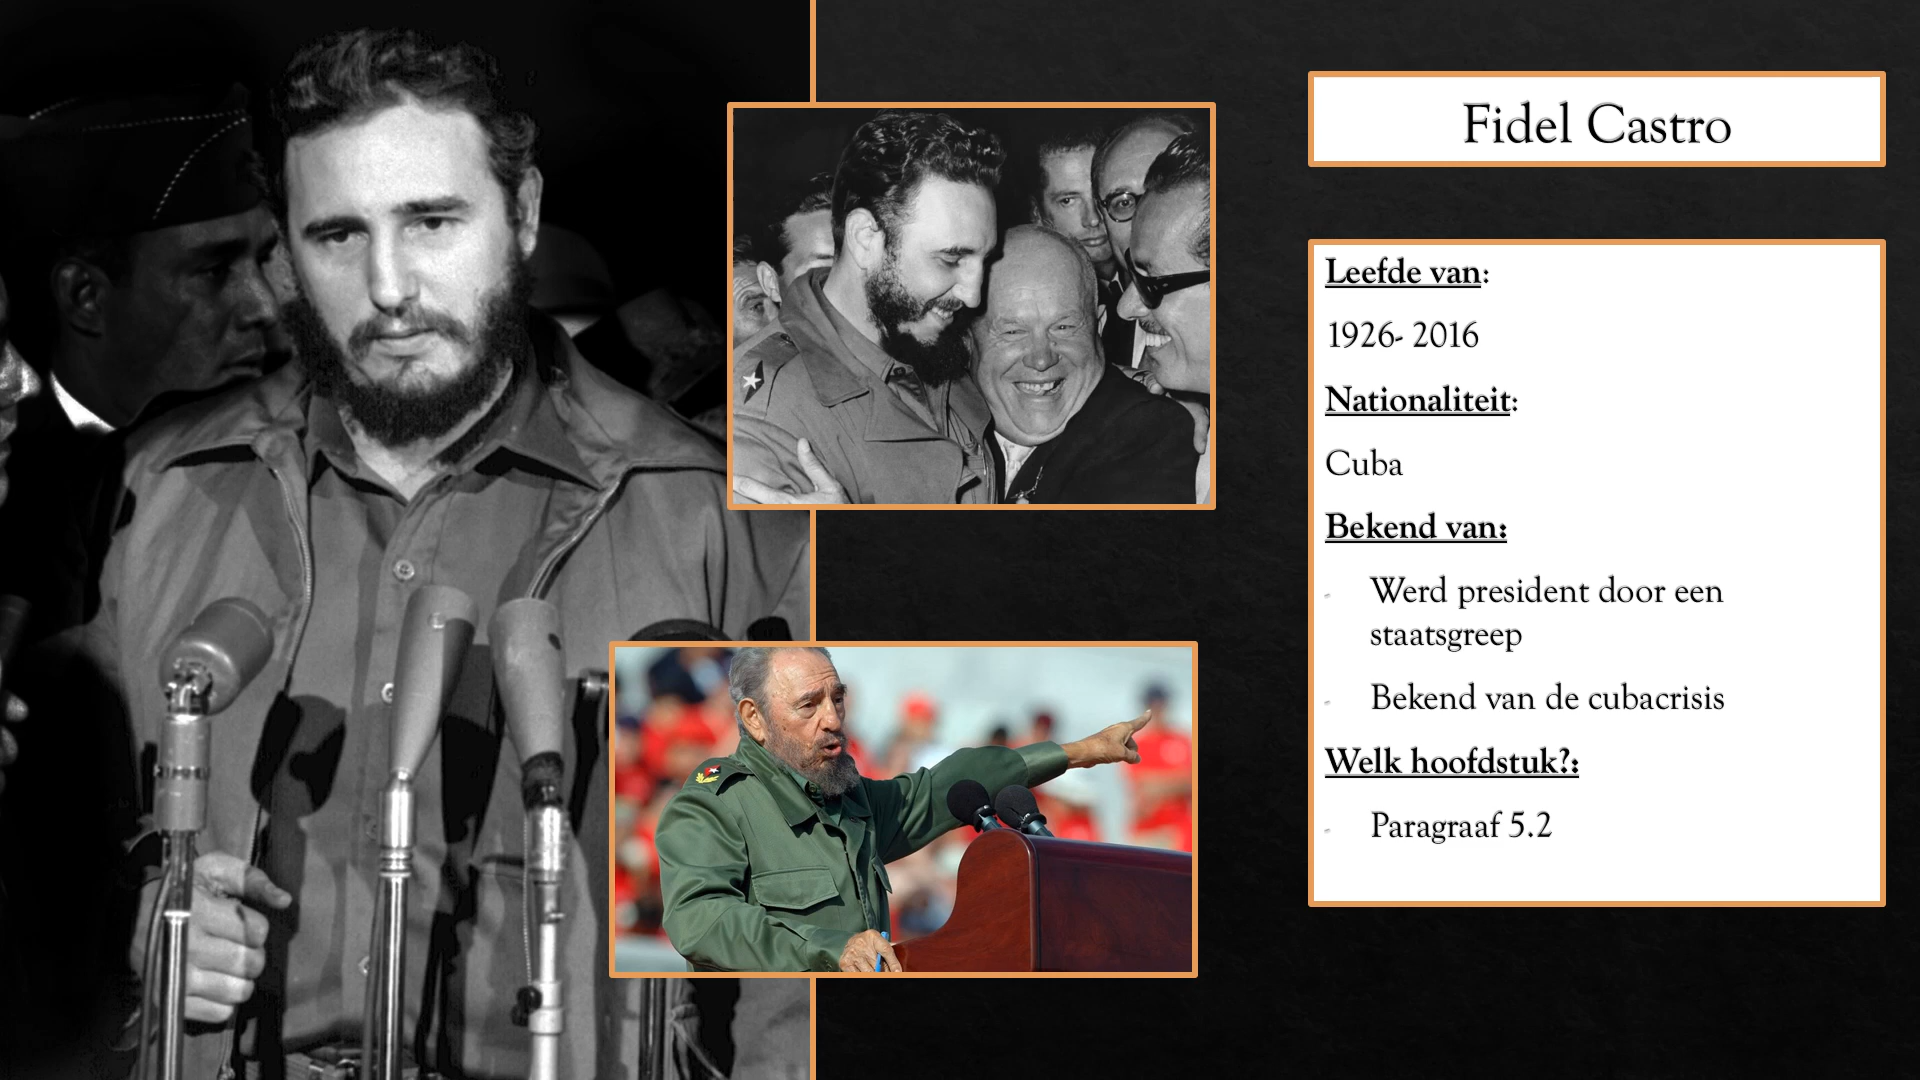 Fidel Castro
Leefde van:
1926- 2016
Nationaliteit:
Cuba
Bekend van:
- Werd president door een
staatsgreep
- Bekend van de cubacrisis
Welk hoofdstuk?:
- Paragraaf 5.2